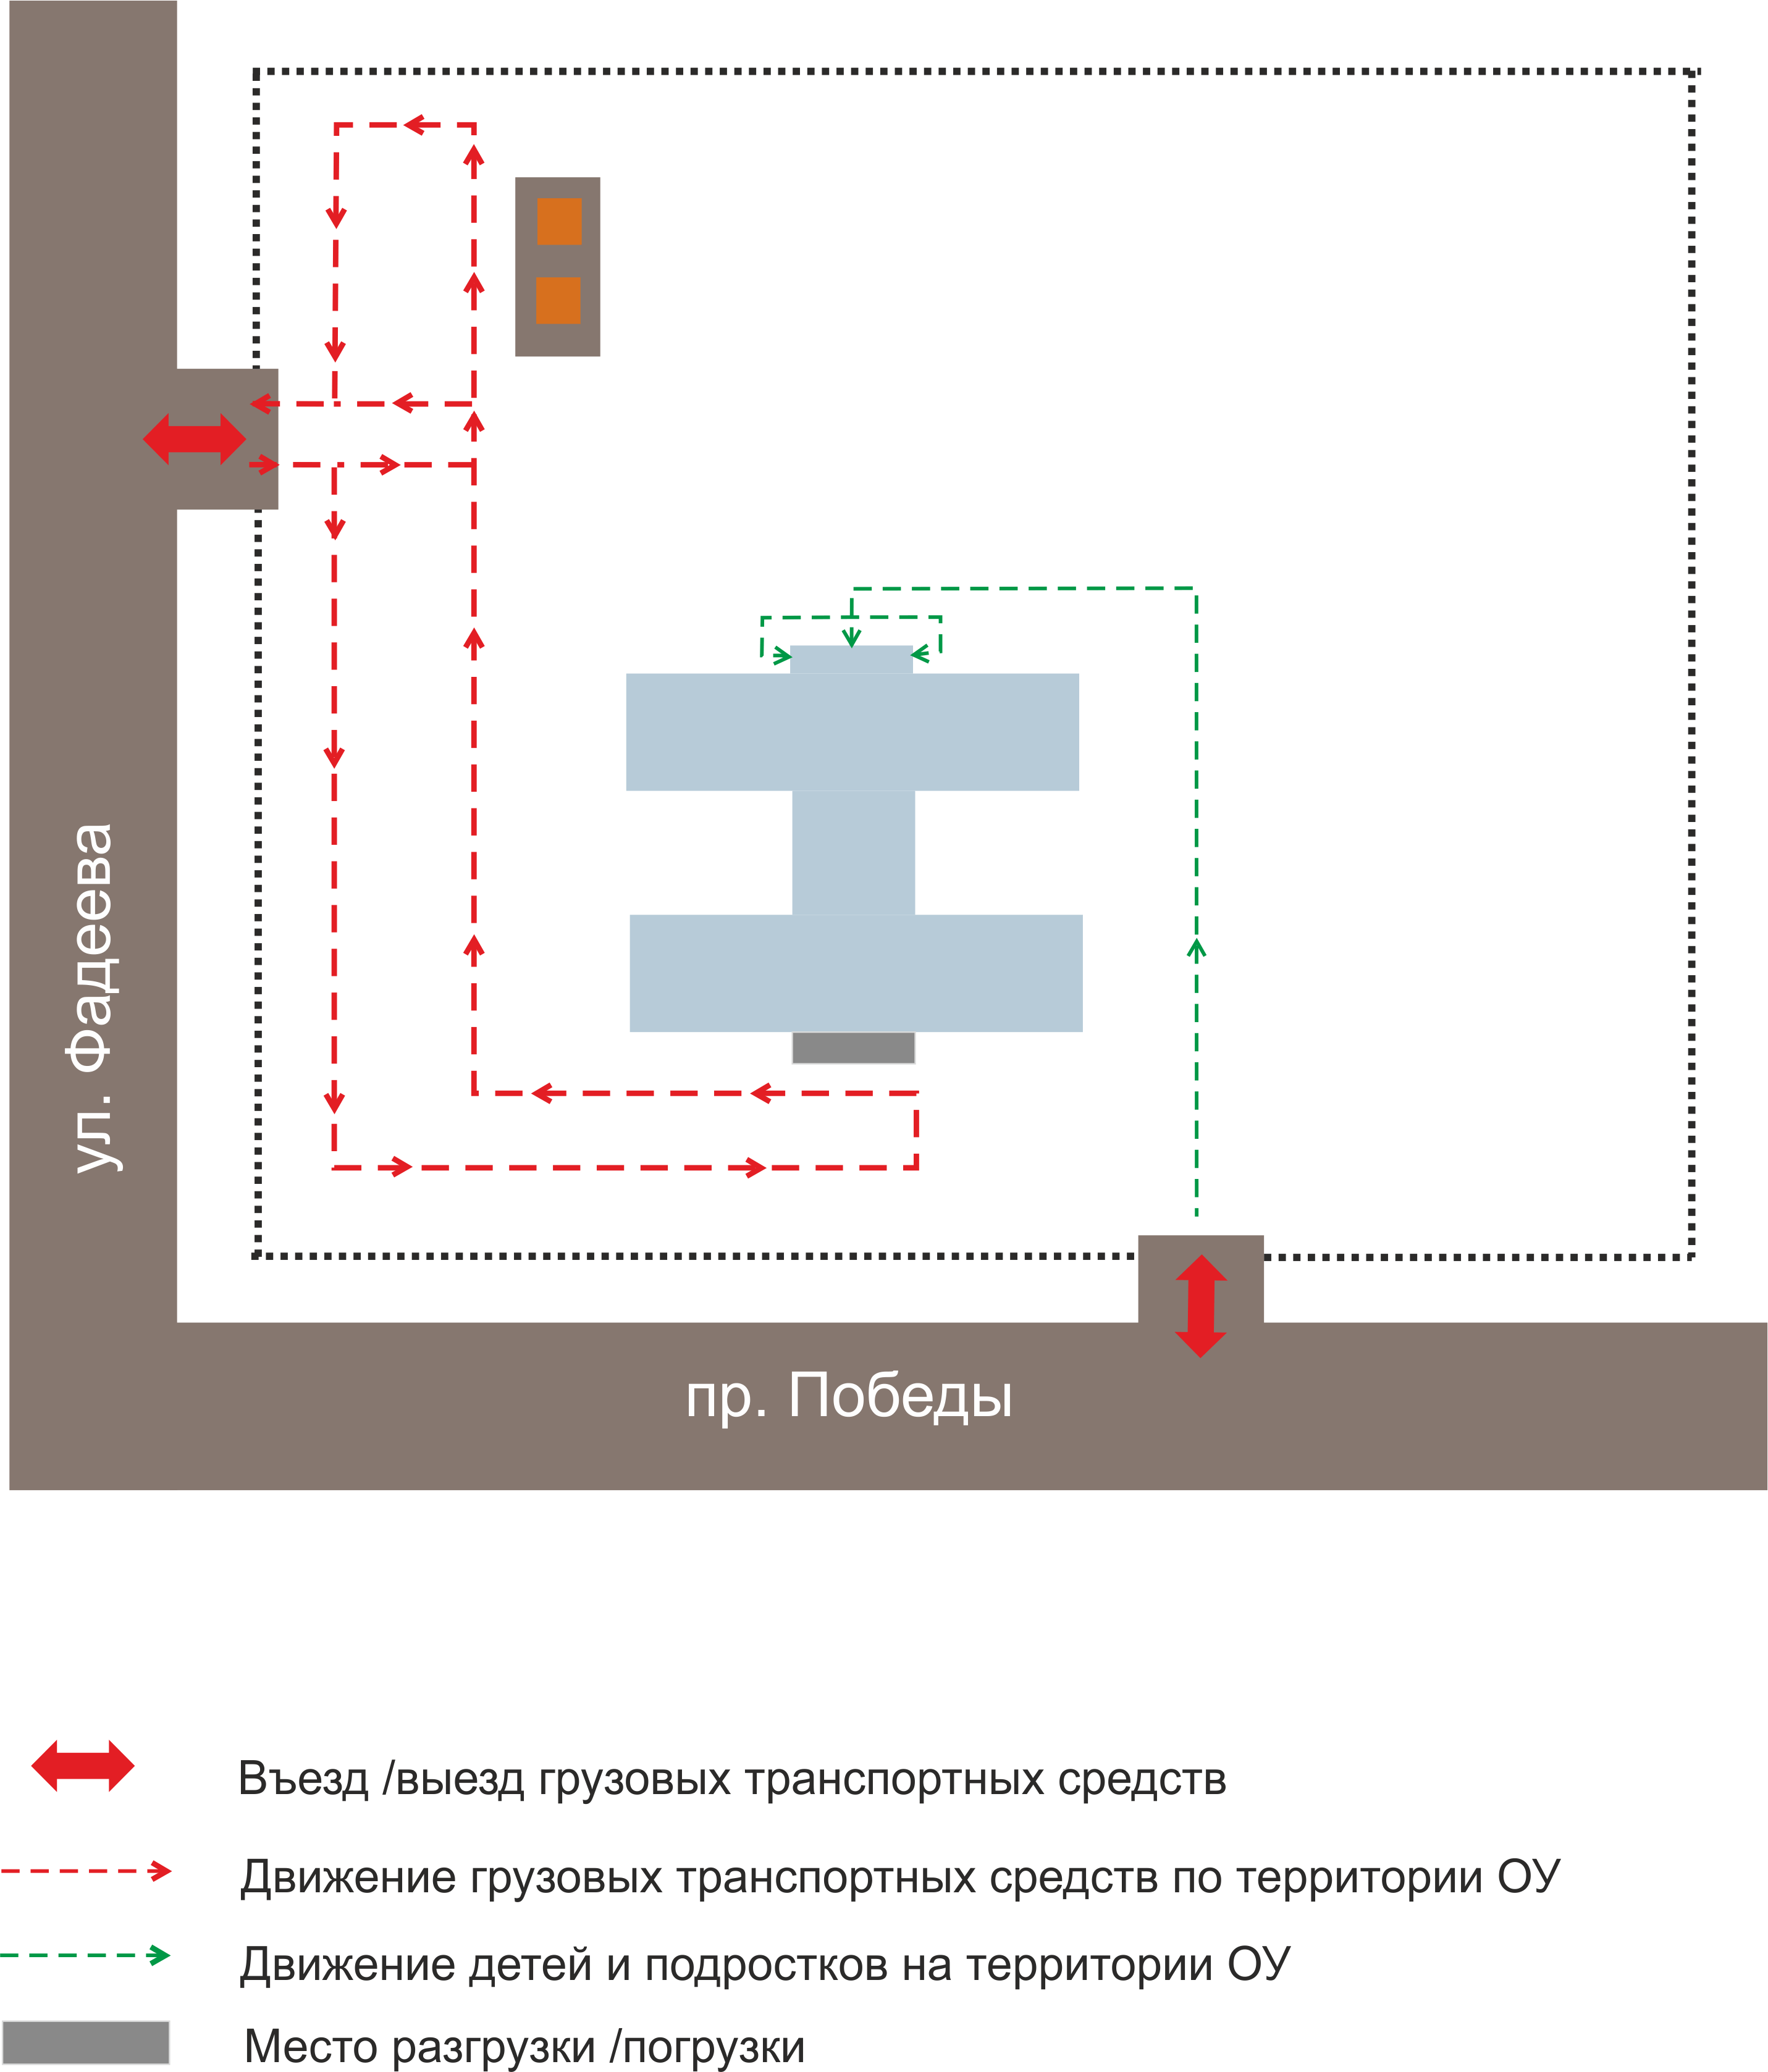 ул. Фадеева
пр. Победы
Въезд /выезд грузовых транспортных средств
Движение грузовых транспортных средств по территории ОУ
Движение детей и подростков на территории ОУ
Место разгрузки /погрузки